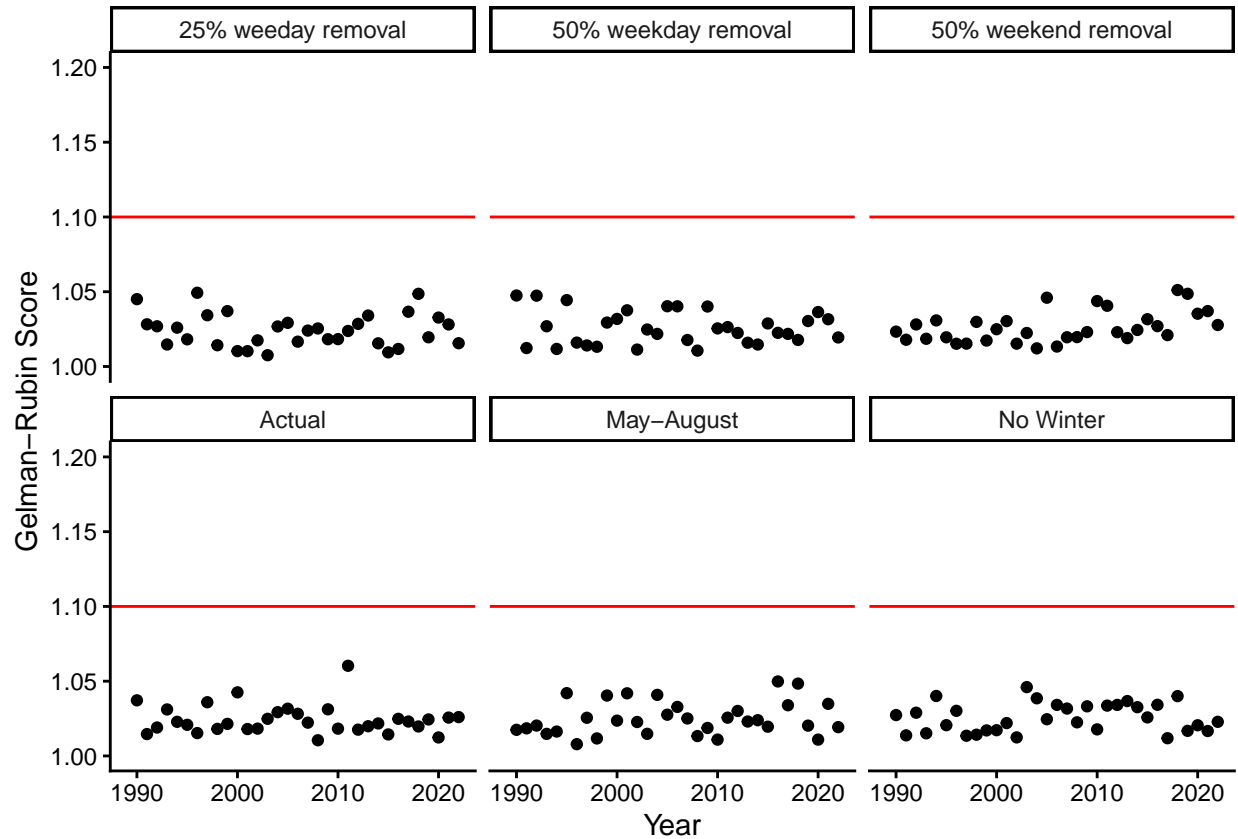 25% weeday removal
50% weekday removal
50% weekend removal
1.20
1.15
1.10
1.05
1.00
Gelman−Rubin Score
Actual
May−August
No Winter
1.20
1.15
1.10
1.05
1.00
1990 2000 2010 2020
1990 2000 2010 2020
1990 2000 2010 2020
Year